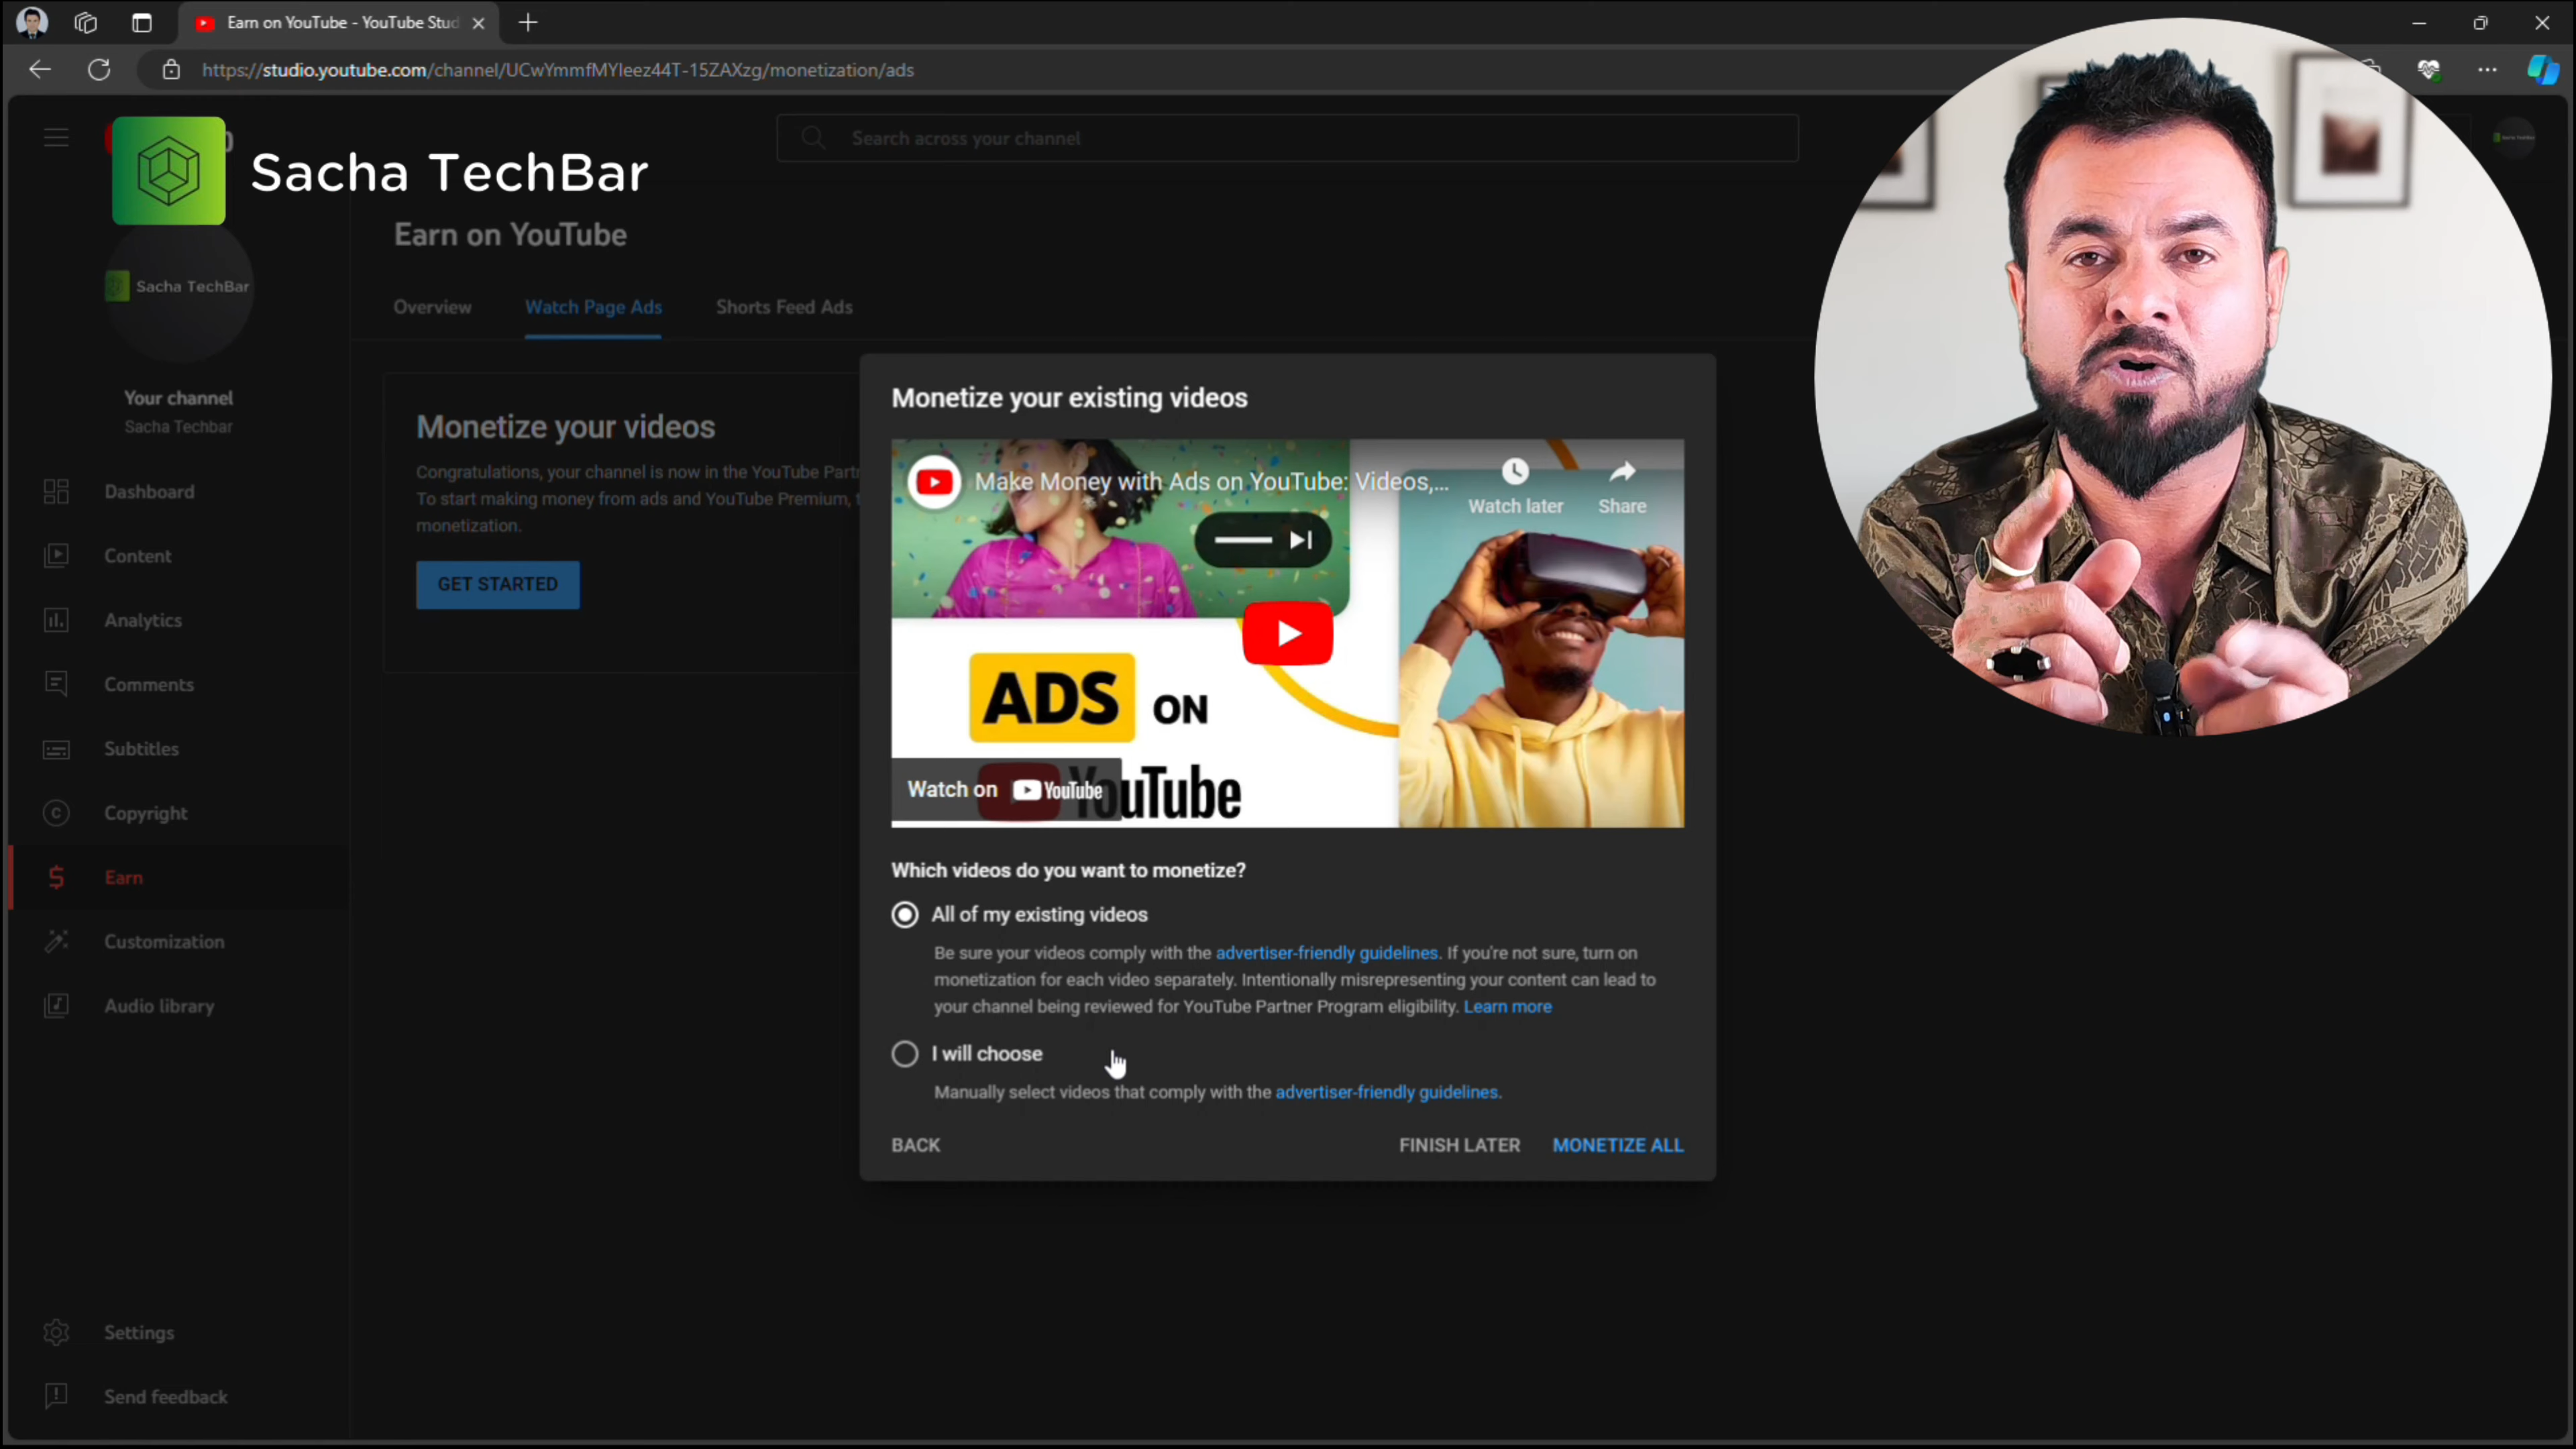 Earn on YouTube - YouTube Stud
https://studio.youtube.com/channel/UCwYmmfMYIeez44T-15ZAXzg/monetization/ads
Search across your channel
Sacha TechBar
Earn on YouTube
Sacha TechBar
Overview
Watch Page Ads
Shorts Feed Ads
Your channel
Sacha Techbar
Monetize your videos
Congratulations, your channel is now in the YouTube Partn
To start making money from ads and YouTube Premium, t
monetization.
GET STARTED
Dashboard
Content
Analytics
Comments
Subtitles
Copyright
Earn
Customization
Audio library
Settings
Send feedback
Monetize your existing videos
Make Money with Ads on YouTube: Videos,...
Watch later
Share
ADS ON
YouTube
Watch on YouTube
Which videos do you want to monetize?
All of my existing videos
Be sure your videos comply with the advertiser-friendly guidelines. If you're not sure, turn on
monetization for each video separately. Intentionally misrepresenting your content can lead to
your channel being reviewed for YouTube Partner Program eligibility. Learn more
I will choose
Manually select videos that comply with the advertiser-friendly guidelines.
BACK
FINISH LATER
MONETIZE ALL